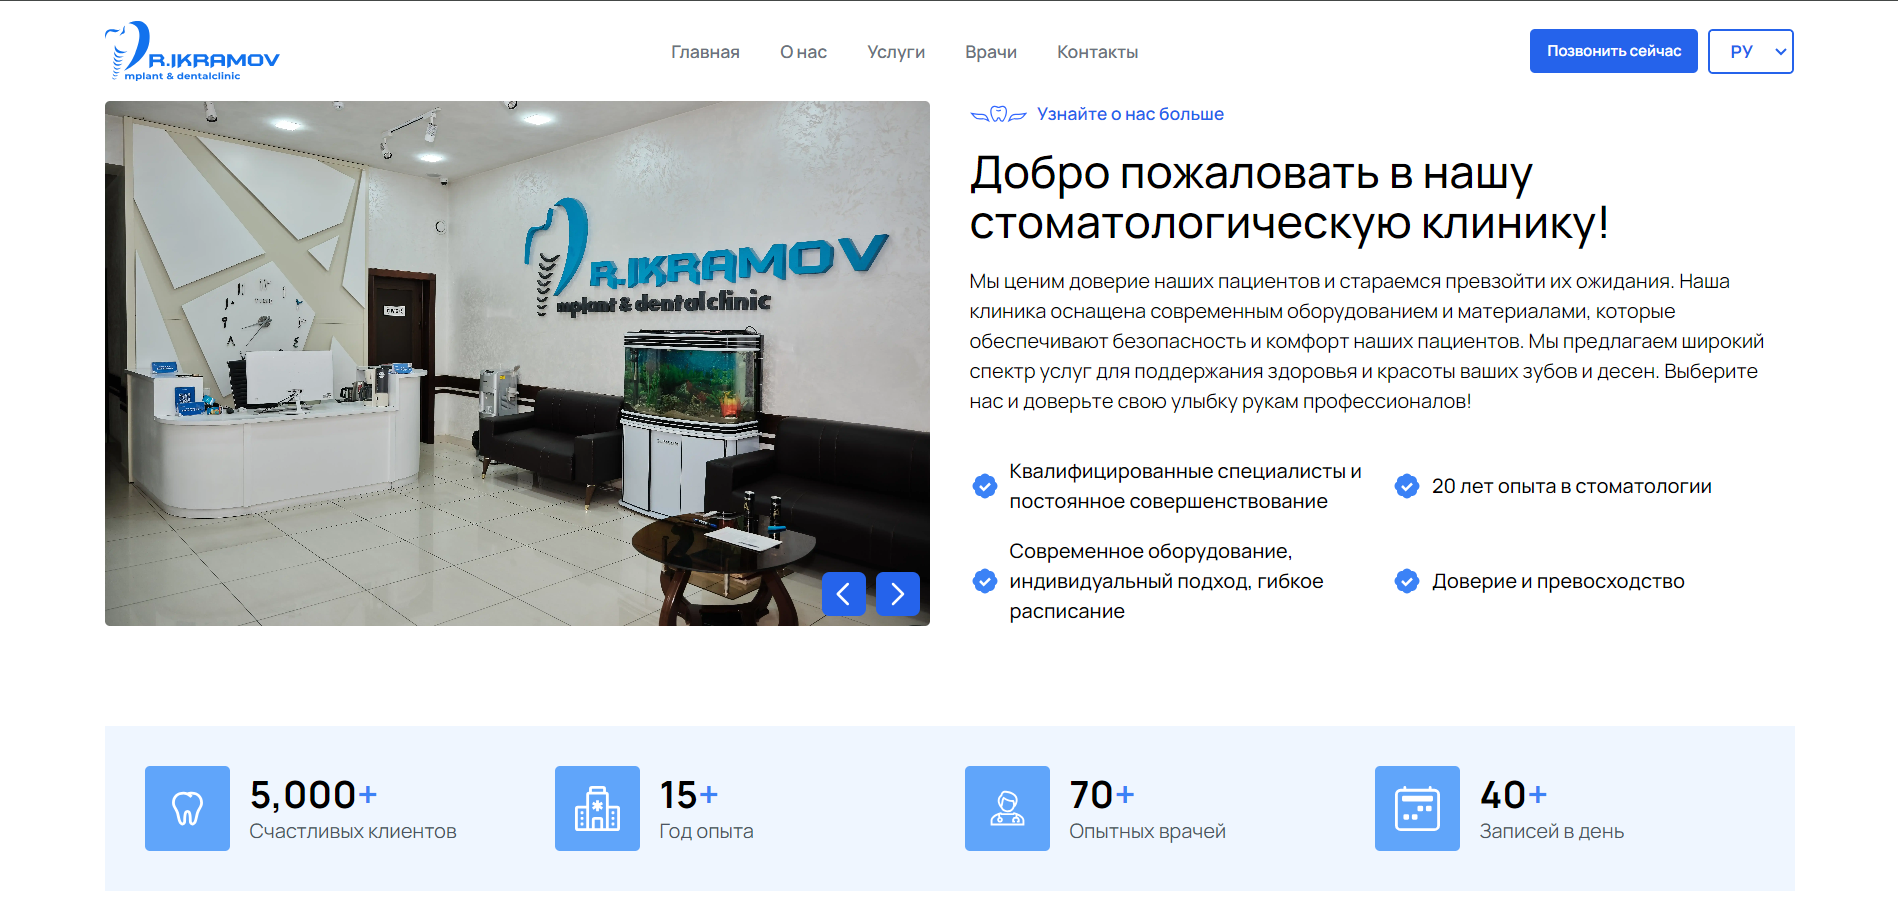 R.IKRAMOV
mplant & dentalclinic
Главная
О нас
Услуги
Врачи
Контакты
Позвонить сейчас
РУ
R.IKRAMOV
mplant & dentalclinic
Узнайте о нас больше
Добро пожаловать в нашу
стоматологическую клинику!
Мы ценим доверие наших пациентов и стараемся превзойти их ожидания. Наша
клиника оснащена современным оборудованием и материалами, которые
обеспечивают безопасность и комфорт наших пациентов. Мы предлагаем широкий
спектр услуг для поддержания здоровья и красоты ваших зубов и десен. Выберите
нас и доверьте свою улыбку рукам профессионалов!
Квалифицированные специалисты и
постоянное совершенствование
20 лет опыта в стоматологии
Современное оборудование,
индивидуальный подход, гибкое
расписание
Доверие и превосходство
5,000+
Счастливых клиентов
15+
Год опыта
70+
Опытных врачей
40+
Записей в день